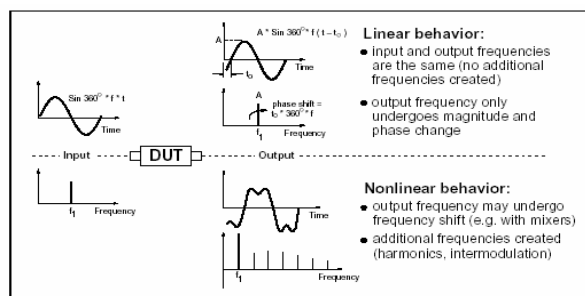 A * Sin 360° * f ( t – t₀ )
A
Time
t₀
A
phase shift =
t₀ * 360° * f
f₁
Frequency
Linear behavior:
• input and output frequencies
are the same (no additional
frequencies created)
• output frequency only
undergoes magnitude and
phase change
Sin 360° * f * t
Time
Input
DUT
Output
f₁
Frequency
Time
f₁
Frequency
Nonlinear behavior:
• output frequency may undergo
frequency shift (e.g. with mixers)
• additional frequencies created
(harmonics, intermodulation)